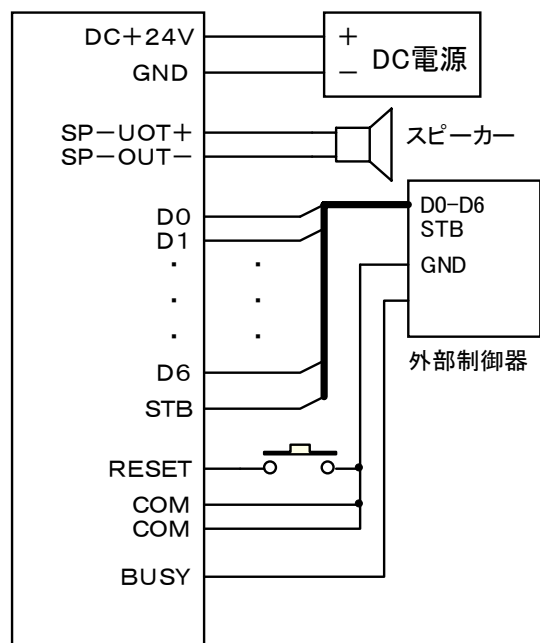 DC+24V
GND
+
−
DC電源
SP−UOT+
SP−OUT−
スピーカー
D0
D1
D6
STB
D0-D6
STB
GND
外部制御器
RESET
COM
COM
BUSY